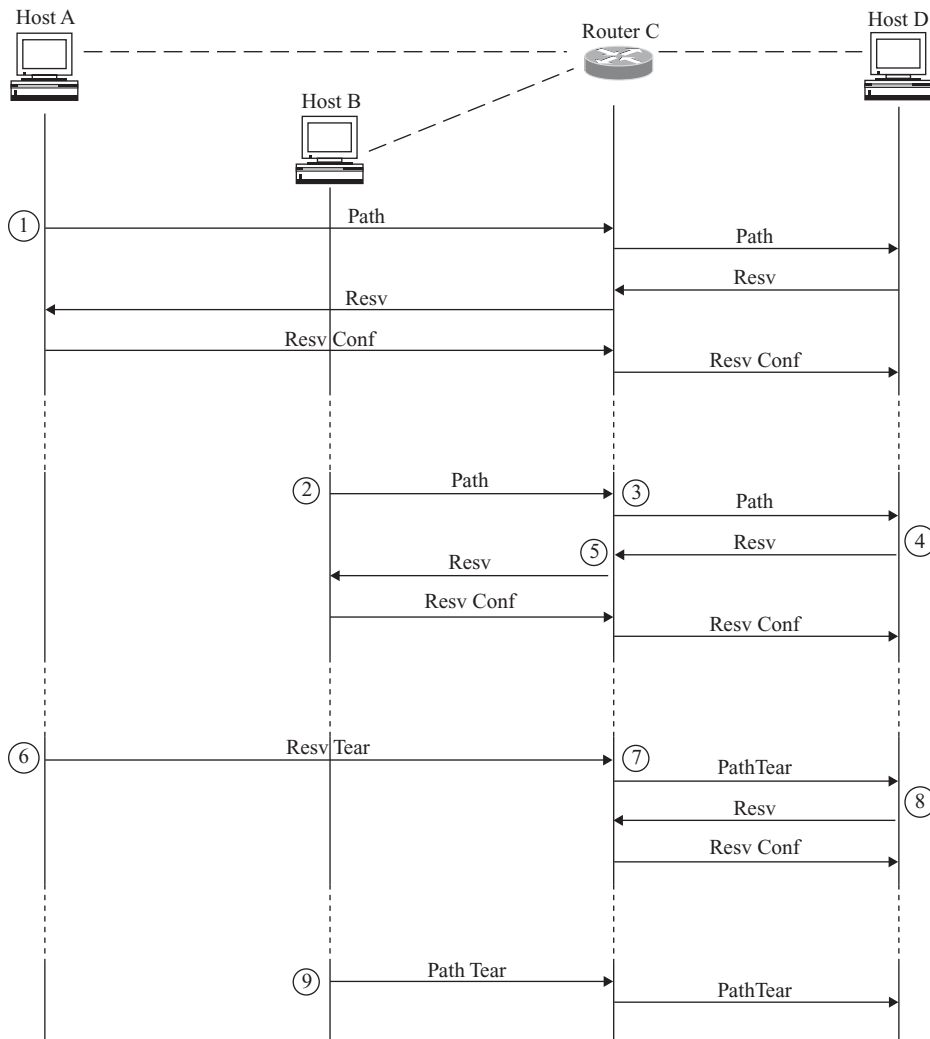 Host A
Router C
Host D
Host B
1
Path
Path
Resv
Resv
Resv Conf
Resv Conf
2
Path
3
Path
4
Resv
5
Resv
Resv Conf
Resv Conf
6
Resv Tear
7
PathTear
8
Resv
Resv Conf
9
Path Tear
PathTear